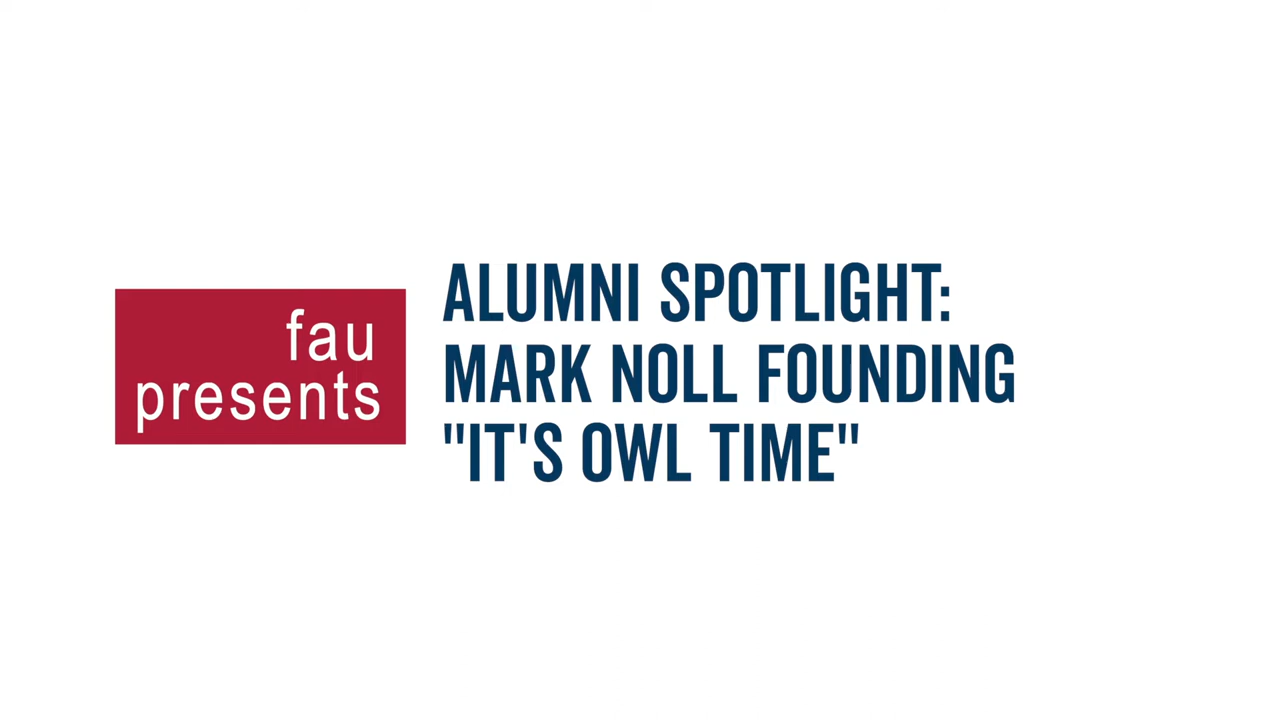 fau
presents
ALUMNI SPOTLIGHT:
MARK NOLL FOUNDING
"IT'S OWL TIME"